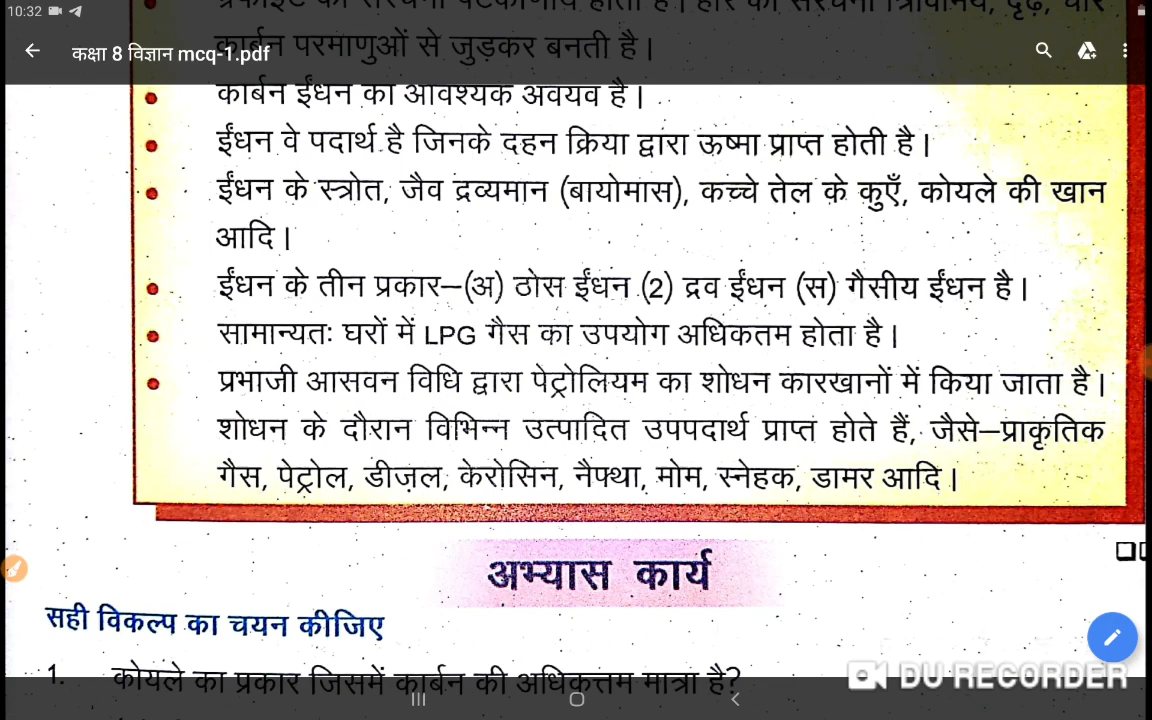 10:32
कक्षा 8 विज्ञान mcq-1.pdf
कार्बन परमाणुओं से जुड़कर बनती है।
कार्बन ईंधन का आवश्यक अवयव है।
ईंधन वे पदार्थ है जिनके दहन क्रिया द्वारा ऊष्मा प्राप्त होती है।
ईंधन के स्त्रोत, जैव द्रव्यमान (बायोमास), कच्चे तेल के कुएँ, कोयले की खान
आदि।
ईंधन के तीन प्रकार–(अ) ठोस ईंधन (2) द्रव ईंधन (स) गैसीय ईंधन है।
सामान्यतः घरों में LPG गैस का उपयोग अधिकतम होता है।
प्रभाजी आसवन विधि द्वारा पेट्रोलियम का शोधन कारखानों में किया जाता है।
शोधन के दौरान विभिन्न उत्पादित उपपदार्थ प्राप्त होते हैं, जैसे–प्राकृतिक
गैस, पेट्रोल, डीज़ल, केरोसिन, नैफ्था, मोम, स्नेहक, डामर आदि।
अभ्यास कार्य
सही विकल्प का चयन कीजिए
1. कोयले का प्रकार जिसमें कार्बन की अधिकत्तम मात्रा है?
DU RECORDER